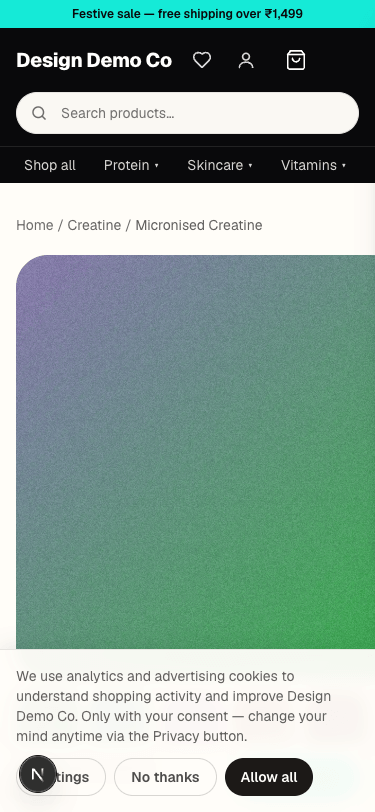 Festive sale — free shipping over ₹1,499
Design Demo Co
Search products...
Shop all Protein ▾ Skincare ▾ Vitamins ▾
Home / Creatine / Micronised Creatine
We use analytics and advertising cookies to
understand shopping activity and improve Design
Demo Co. Only with your consent — change your
mind anytime via the Privacy button.
N
No thanks Allow all